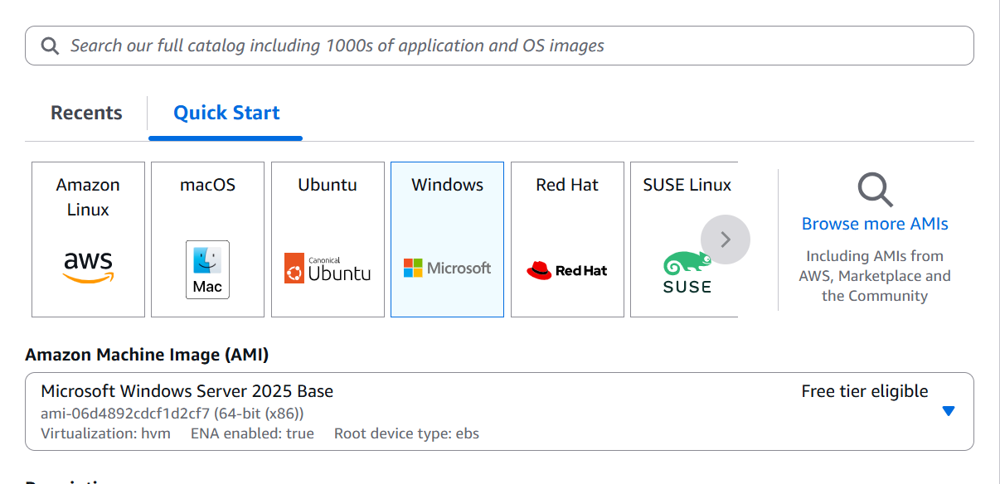 Search our full catalog including 1000s of application and OS images
Recents
Quick Start
Amazon
Linux
aws
macOS
Mac
Ubuntu
Canonical
Ubuntu
Windows
Microsoft
Red Hat
Red Hat
SUSE Linux
SUSE
Browse more AMIs
Including AMIs from
AWS, Marketplace and
the Community
Amazon Machine Image (AMI)
Microsoft Windows Server 2025 Base
Free tier eligible
ami-06d4892cdcf1d2cf7 (64-bit (x86))
Virtualization: hvm ENA enabled: true Root device type: ebs